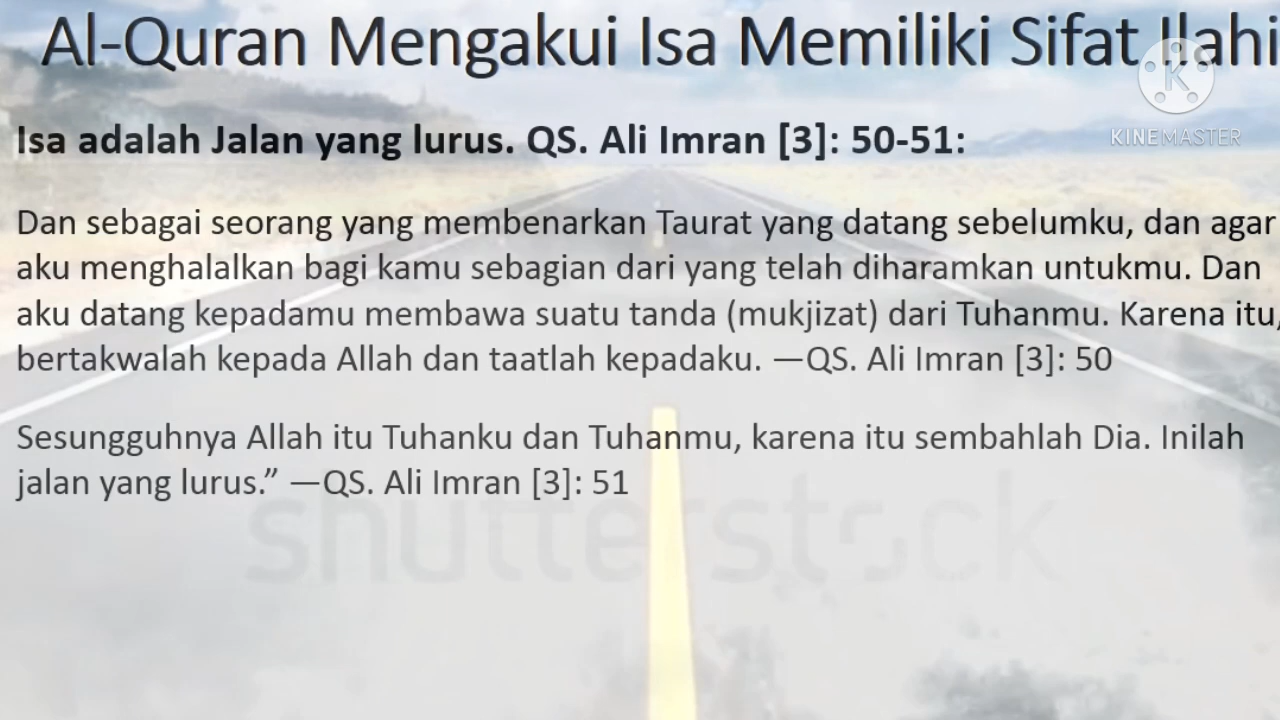 Al-Quran Mengakui Isa Memiliki Sifat Ilahi
KINEMASTER
Isa adalah Jalan yang lurus. QS. Ali Imran [3]: 50-51:
Dan sebagai seorang yang membenarkan Taurat yang datang sebelumku, dan agar
aku menghalalkan bagi kamu sebagian dari yang telah diharamkan untukmu. Dan
aku datang kepadamu membawa suatu tanda (mukjizat) dari Tuhanmu. Karena itu,
bertakwalah kepada Allah dan taatlah kepadaku. —QS. Ali Imran [3]: 50
Sesungguhnya Allah itu Tuhanku dan Tuhanmu, karena itu sembahlah Dia. Inilah
jalan yang lurus.” —QS. Ali Imran [3]: 51
shutterstock